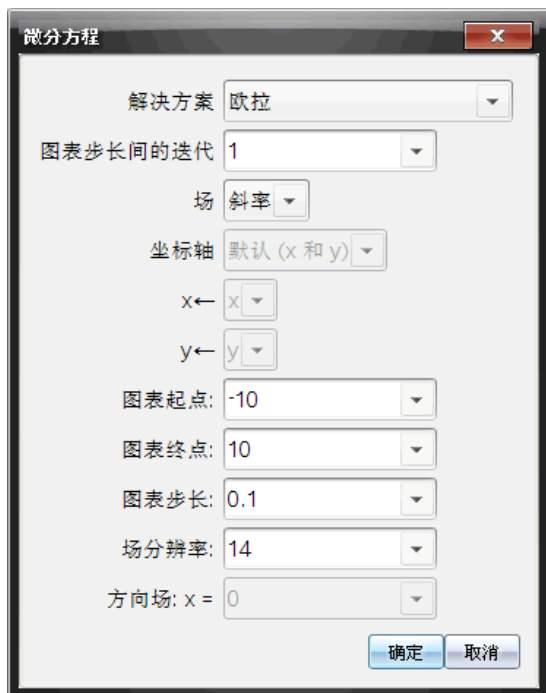 微分方程
解决方案 欧拉
图表步长间的迭代 1
场 斜率
坐标轴 默认 (x 和 y)
x← x
y← y
图表起点: -10
图表终点: 10
图表步长: 0.1
场分辨率: 14
方向场: x = 0
确定 取消